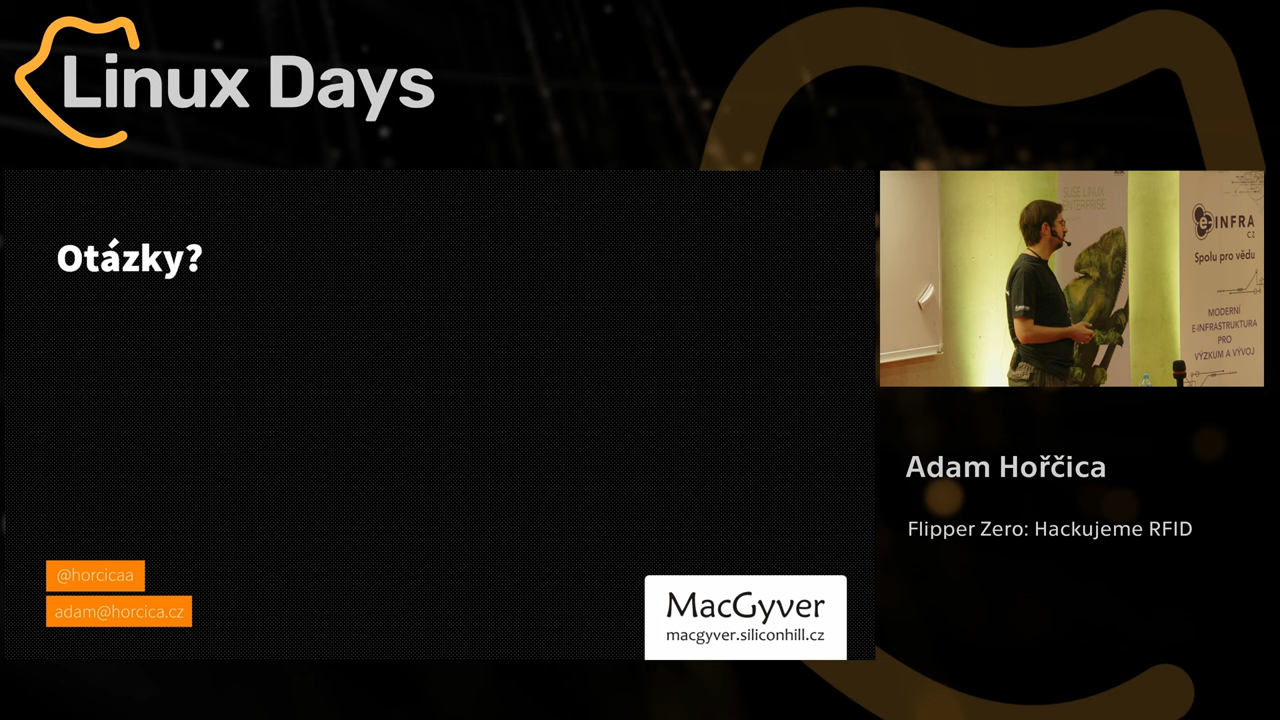 Linux Days
Otázky?
@horcicaa
adam@horcica.cz
MacGyver
macgyver.siliconhill.cz
SUSE LINUX
ENTERPRISE
e-INFRA
CZ
Spolu pro vědu
MODERNÍ
E-INFRASTRUKTURA
PRO
VÝZKUM A VÝVOJ
Adam Hořčica
Flipper Zero: Hackujeme RFID